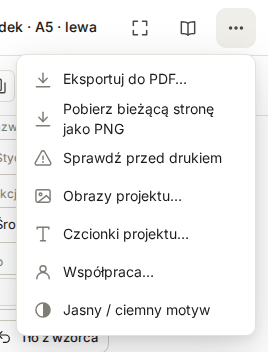 dek · A5 · lewa
Eksportuj do PDF...
Pobierz bieżącą stronę
jako PNG
Sprawdź przed drukiem
Obrazy projektu...
Czcionki projektu...
Współpraca...
Jasny / ciemny motyw
Tło z wzorca